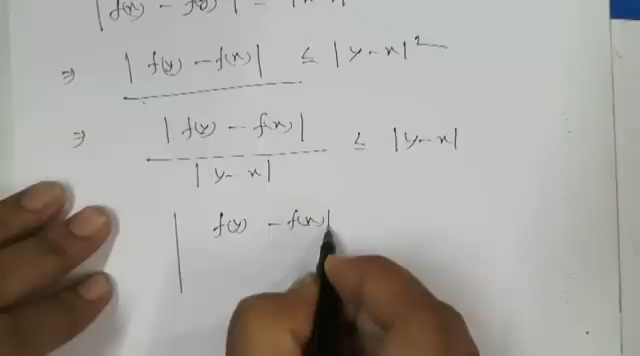 |f(x) - f(y)| = |x-
⇒ |f(y) - f(x)| ≤ |y-x|²
⇒ |f(y) - f(x)| / |y-x| ≤ |y-x|
| f(y) - f(x)|